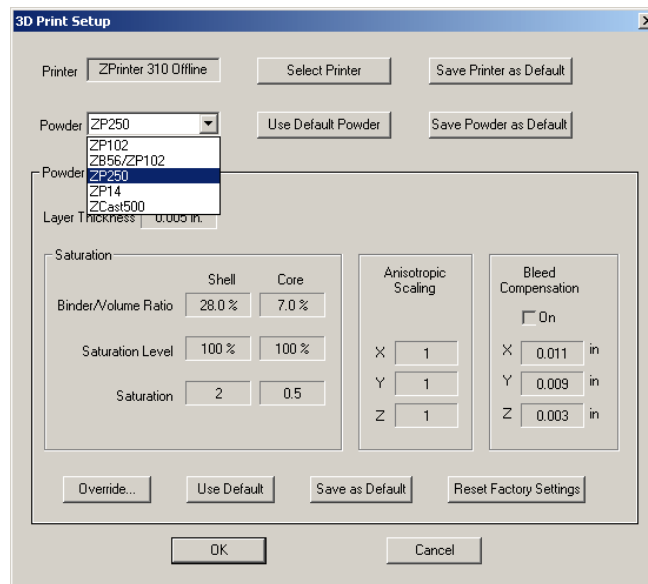 3D Print Setup
Printer ZPrinter 310 Offline Select Printer Save Printer as Default
Powder ZP250 Use Default Powder Save Powder as Default
ZP102
ZB56/ZP102
ZP250
ZP14
ZCast500
Powder
Layer Thickness 0.005 in.
Saturation
Shell Core
Binder/Volume Ratio 28.0 % 7.0 %
Saturation Level 100 % 100 %
Saturation 2 0.5
Anisotropic
Scaling
X 1
Y 1
Z 1
Bleed
Compensation
On
X 0.011 in
Y 0.009 in
Z 0.003 in
Override... Use Default Save as Default Reset Factory Settings
OK Cancel